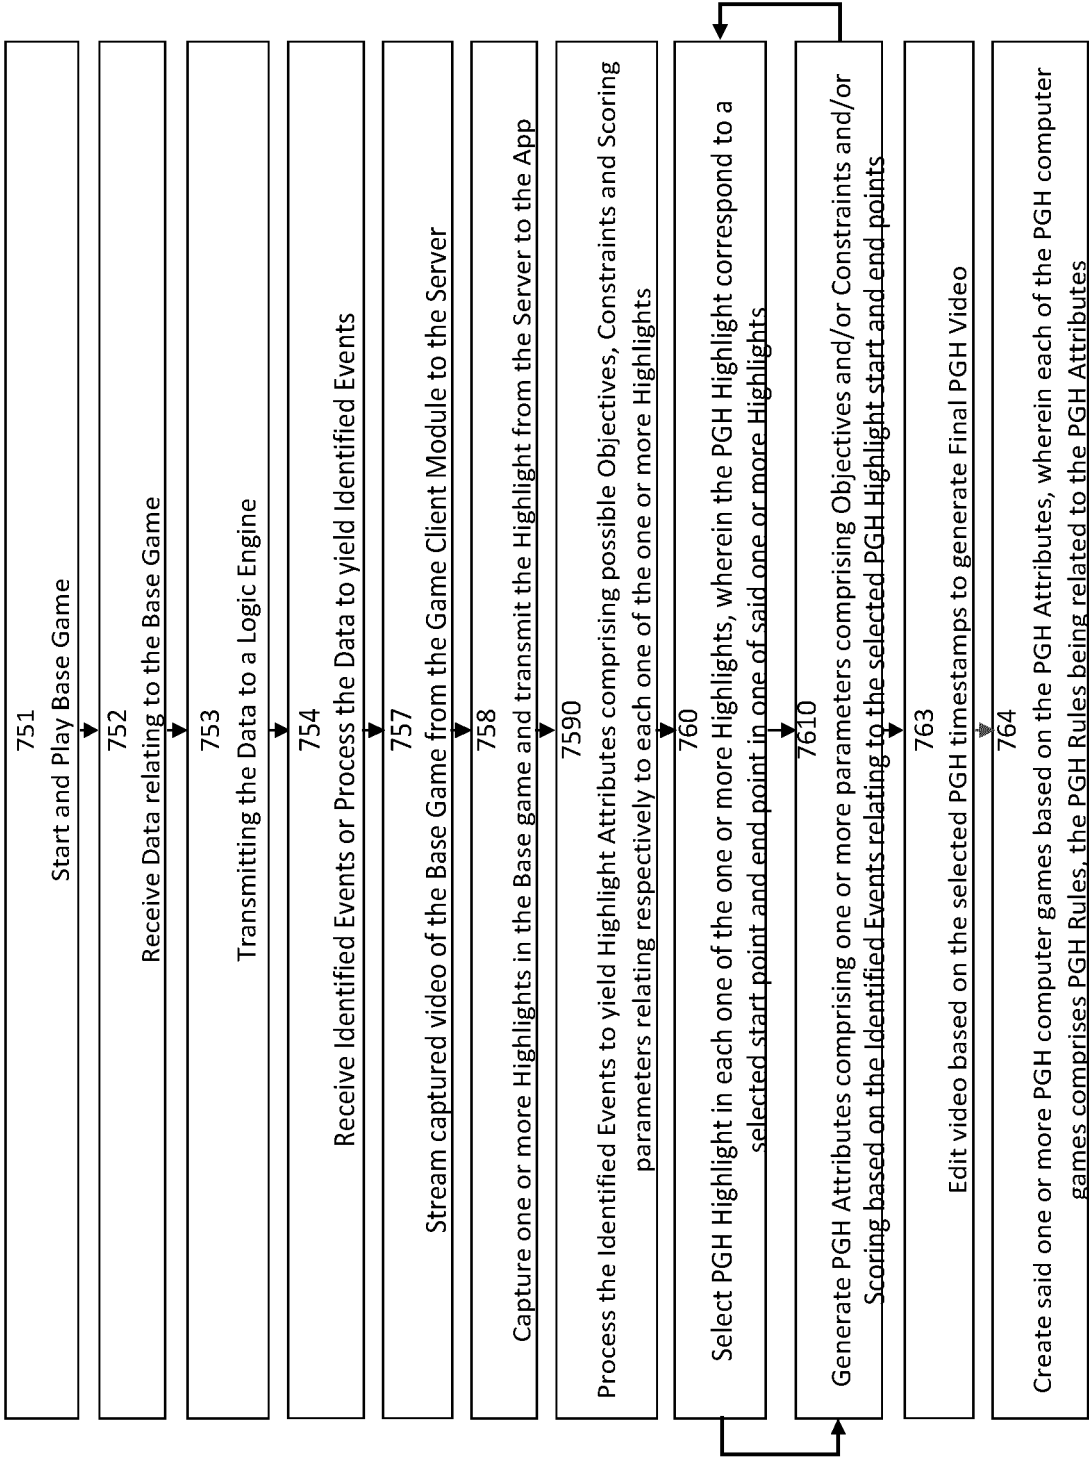 751
Start and Play Base Game
752
Receive Data relating to the Base Game
753
Transmitting the Data to a Logic Engine
754
Receive Identified Events or Process the Data to yield Identified Events
757
Stream captured video of the Base Game from the Game Client Module to the Server
758
Capture one or more Highlights in the Base game and transmit the Highlight from the Server to the App
7590
Process the Identified Events to yield Highlight Attributes comprising possible Objectives, Constraints and Scoring
parameters relating respectively to each one of the one or more Highlights
760
Select PGH Highlight in each one of the one or more Highlights, wherein the PGH Highlight correspond to a
selected start point and end point in one of said one or more Highlights
7610
Generate PGH Attributes comprising one or more parameters comprising Objectives and/or Constraints and/or
Scoring based on the Identified Events relating to the selected PGH Highlight start and end points
763
Edit video based on the selected PGH timestamps to generate Final PGH Video
764
Create said one or more PGH computer games based on the PGH Attributes, wherein each of the PGH computer
games comprises PGH Rules, the PGH Rules being related to the PGH Attributes